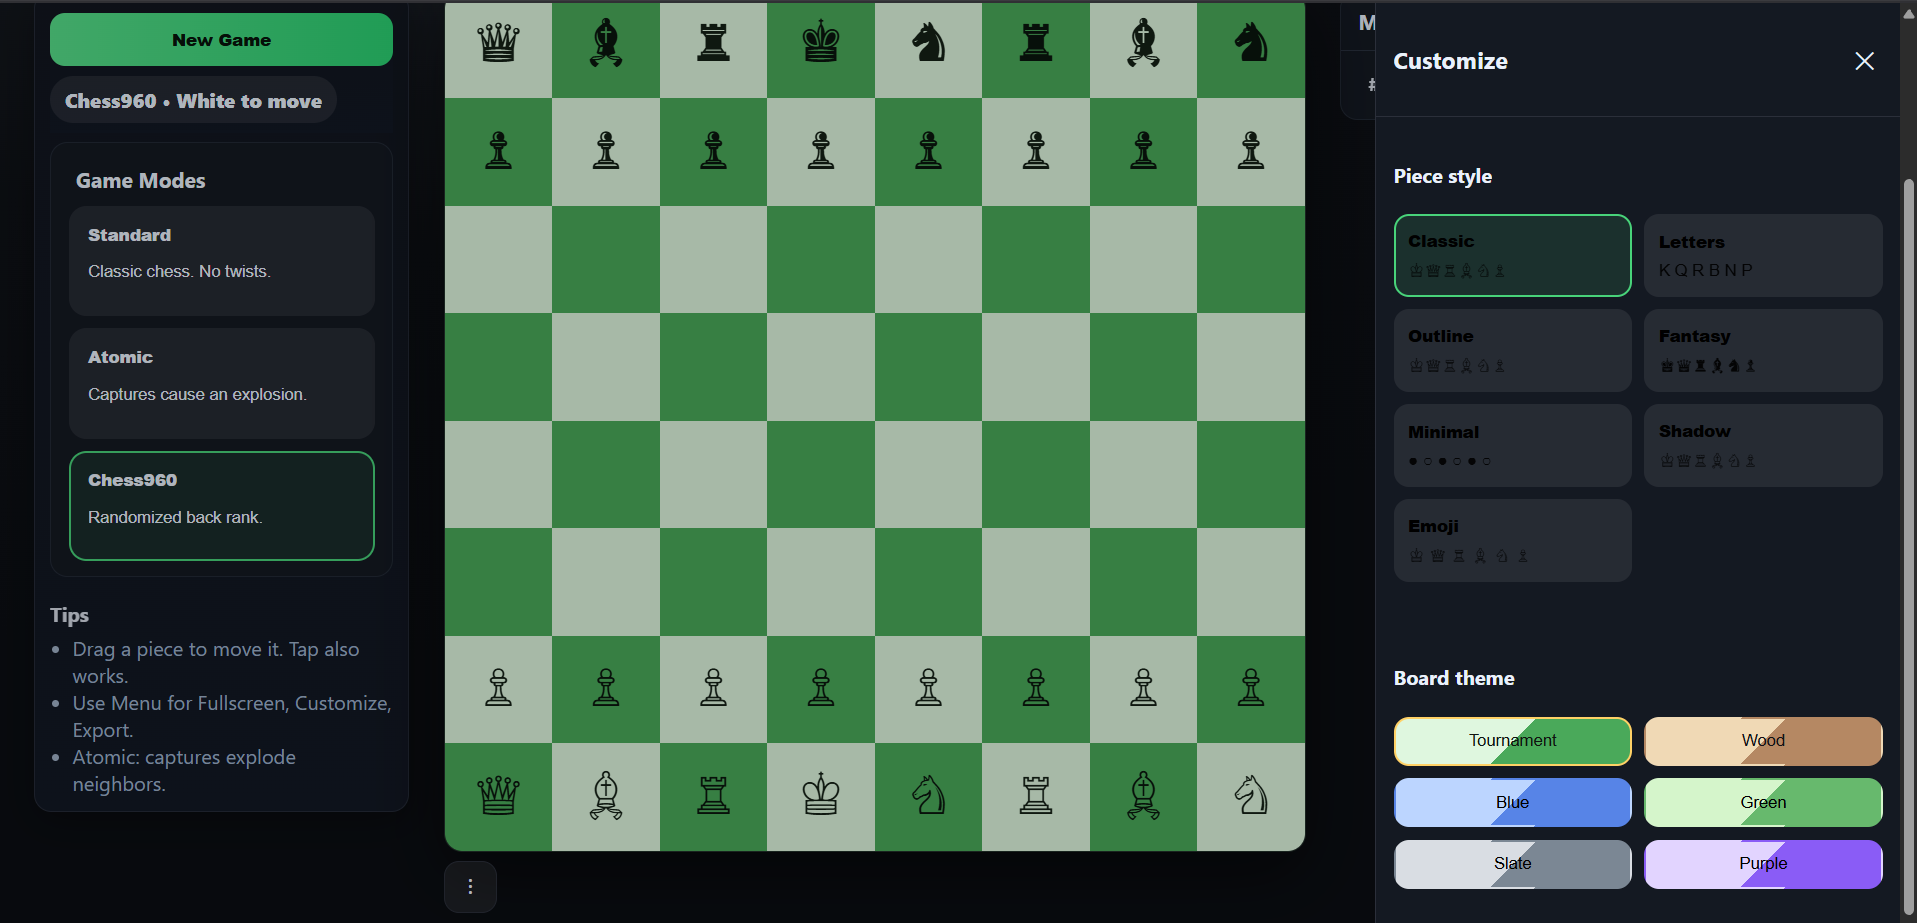 New Game
Chess960 • White to move
Game Modes
Standard
Classic chess. No twists.
Atomic
Captures cause an explosion.
Chess960
Randomized back rank.
Tips
• Drag a piece to move it. Tap also
works.
• Use Menu for Fullscreen, Customize,
Export.
• Atomic: captures explode
neighbors.
M
#
Customize
Piece style
Classic
♔♕♖♗♘♗
Letters
K Q R B N P
Outline
♔♕♖♗♘♗
Fantasy
♚♛♜♝♞♝
Minimal
● ○ ● ○ ● ○
Shadow
♔♕♖♗♘♗
Emoji
♔ ♕ ♖ ♗ ♘ ♗
Board theme
Tournament
Wood
Blue
Green
Slate
Purple